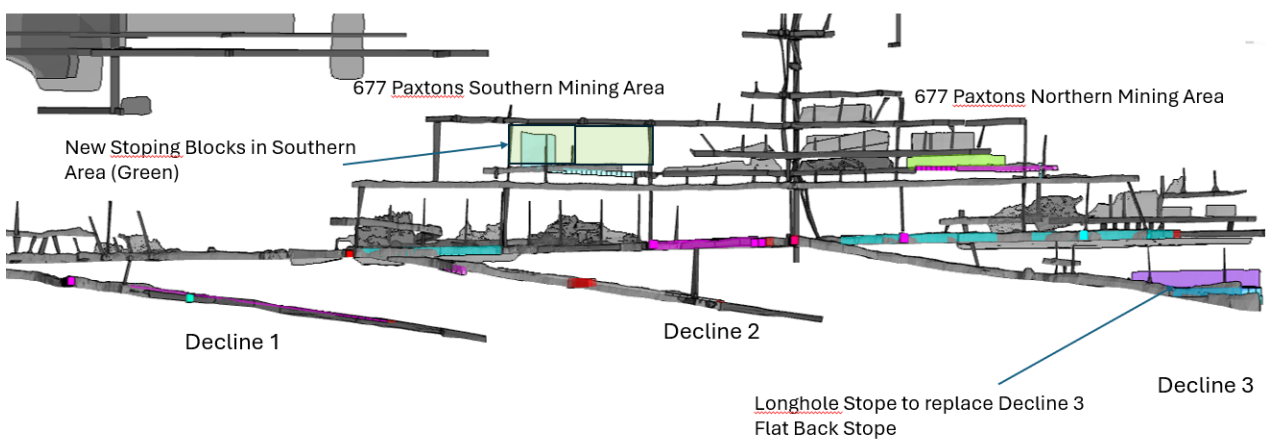 677 Paxtons Southern Mining Area
677 Paxtons Northern Mining Area
New Stoping Blocks in Southern
Area (Green)
Decline 1
Decline 2
Decline 3
Longhole Stope to replace Decline 3
Flat Back Stope